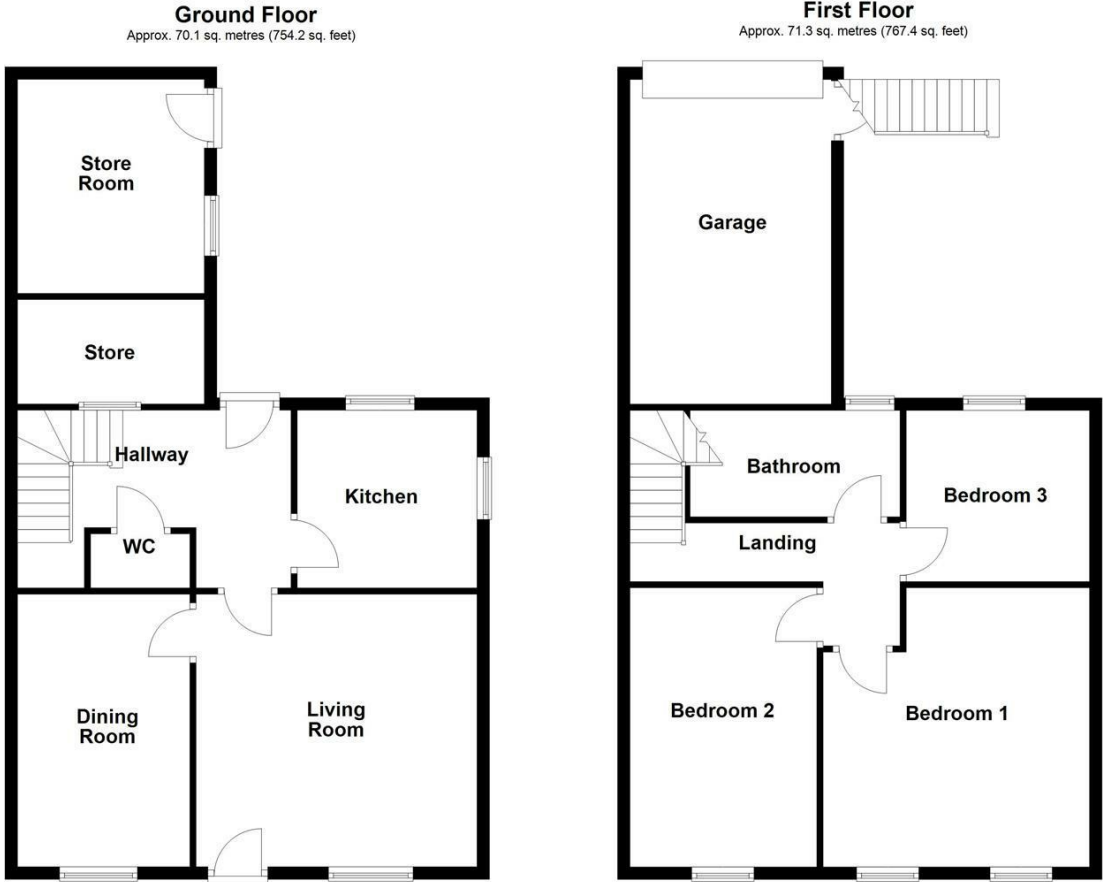 Ground Floor
Approx. 70.1 sq. metres (754.2 sq. feet)
Store
Room
Store
Hallway
Kitchen
WC
Dining
Room
Living
Room
First Floor
Approx. 71.3 sq. metres (767.4 sq. feet)
Garage
Bathroom
Bedroom 3
Landing
Bedroom 2
Bedroom 1